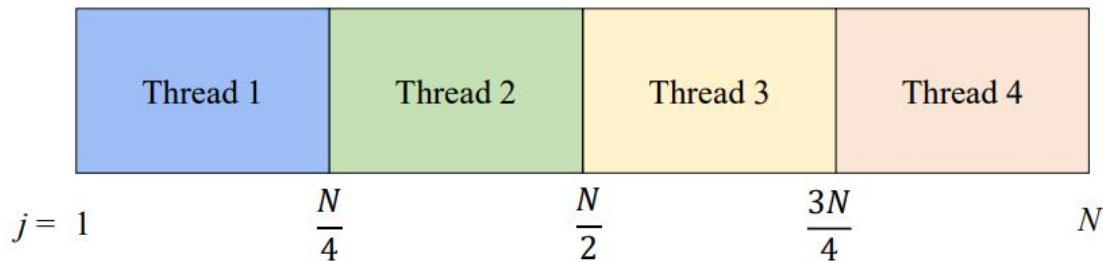 Thread 1 Thread 2 Thread 3 Thread 4
j = 1 N/4 N/2 3N/4 N